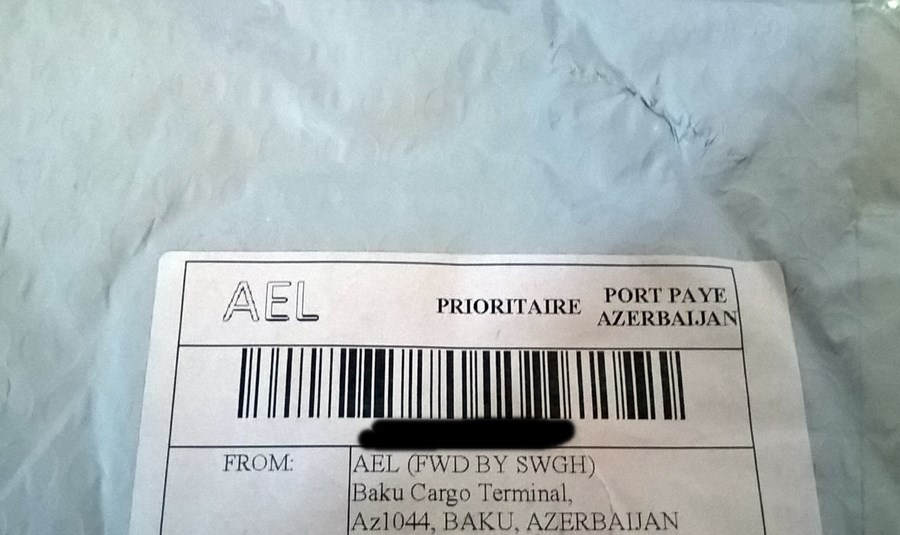 AEL PRIORITAIRE PORT PAYE
AZERBAIJAN
FROM: AEL (FWD BY SWGH)
Baku Cargo Terminal,
Az1044, BAKU, AZERBAIJAN